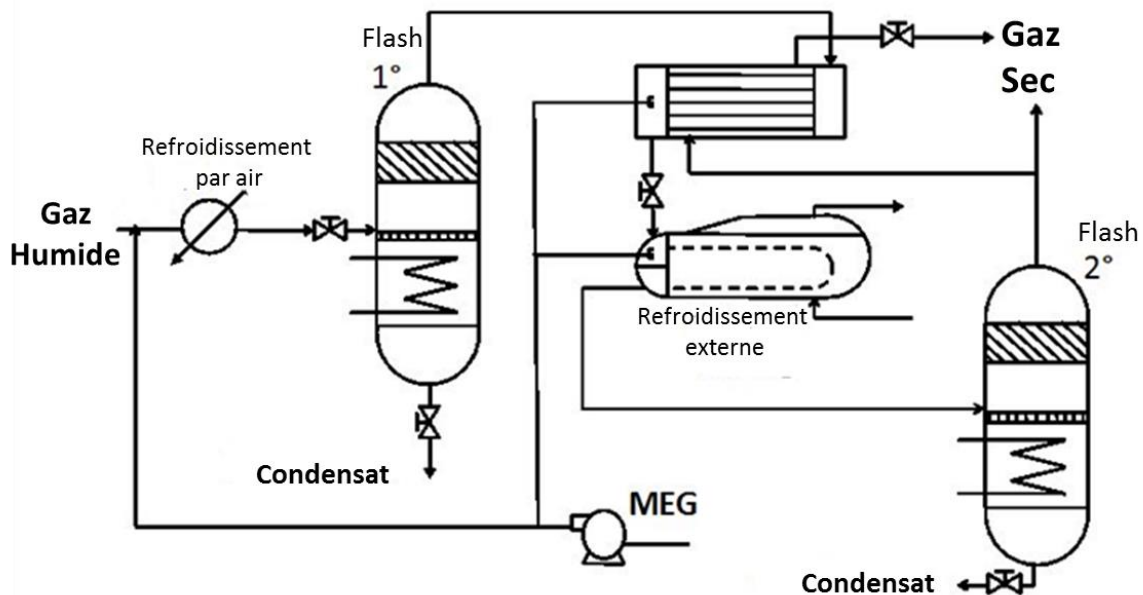 Flash
1°
Gaz
Sec
Refroidissement
par air
Gaz
Humide
Flash
2°
Refroidissement
externe
Condensat
MEG
Condensat